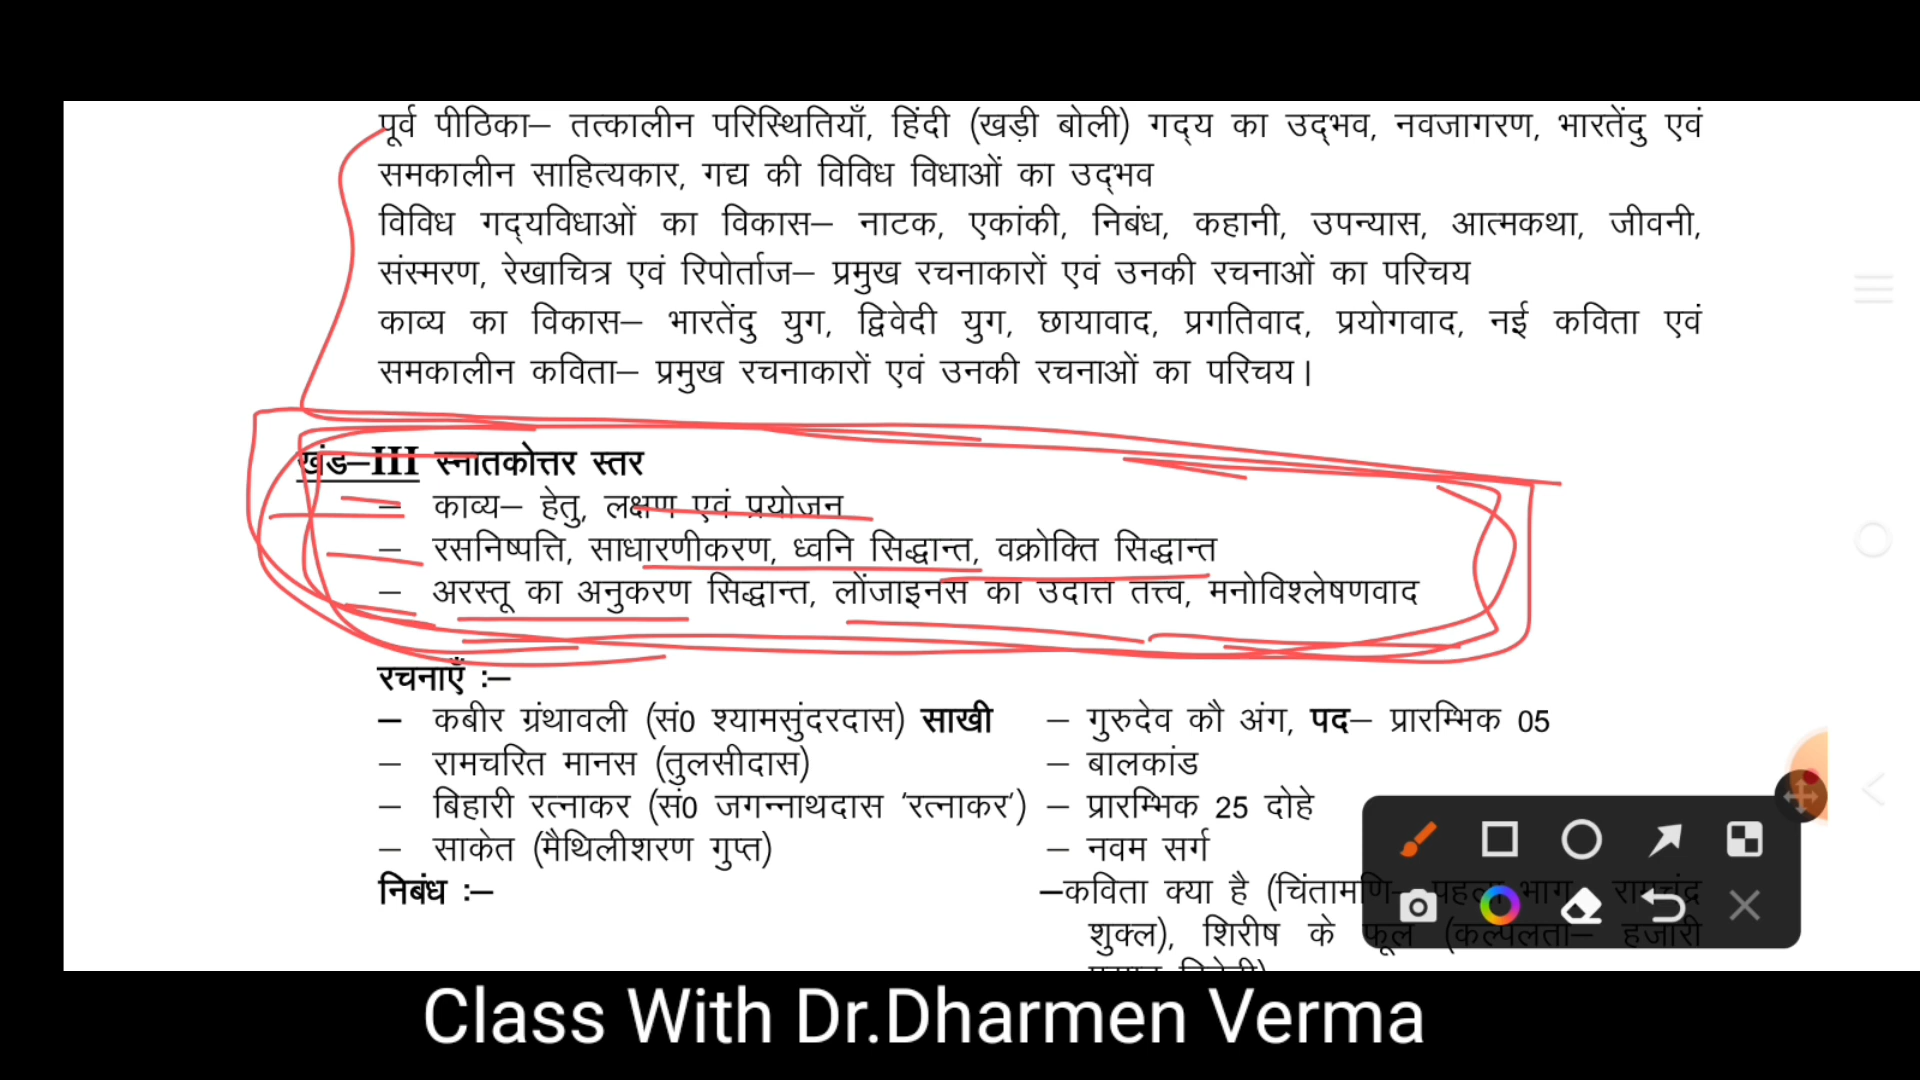 पूर्व पीठिका– तत्कालीन परिस्थितियाँ, हिंदी (खड़ी बोली) गद्‌य का उद्‌भव, नवजागरण, भारतेंदु एवं
समकालीन साहित्यकार, गद्य की विविध विधाओं का उद्‌भव
विविध गद्‌यविधाओं का विकास– नाटक, एकांकी, निबंध, कहानी, उपन्यास, आत्मकथा, जीवनी,
संस्मरण, रेखाचित्र एवं रिपोर्ताज– प्रमुख रचनाकारों एवं उनकी रचनाओं का परिचय
काव्य का विकास– भारतेंदु युग, द्विवेदी युग, छायावाद, प्रगतिवाद, प्रयोगवाद, नई कविता एवं
समकालीन कविता– प्रमुख रचनाकारों एवं उनकी रचनाओं का परिचय।
खंड–III स्नातकोत्तर स्तर
– काव्य– हेतु, लक्षण एवं प्रयोजन
– रसनिष्पत्ति, साधारणीकरण, ध्वनि सिद्धान्त, वक्रोक्ति सिद्धान्त
– अरस्तू का अनुकरण सिद्धान्त, लोंजाइनस का उदात्त तत्त्व, मनोविश्लेषणवाद
रचनाएँ :–
– कबीर ग्रंथावली (सं0 श्यामसुंदरदास) साखी – गुरुदेव कौ अंग, पद– प्रारम्भिक 05
– रामचरित मानस (तुलसीदास) – बालकांड
– बिहारी रत्नाकर (सं0 जगन्नाथदास ‘रत्नाकर’) – प्रारम्भिक 25 दोहे
– साकेत (मैथिलीशरण गुप्त) – नवम सर्ग
निबंध :– –कविता क्या है (चिंतामणि– पहला भाग, रामचंद्र
शुक्ल), शिरीष के फूल (कल्पलता– हजारी
Class With Dr.Dharmen Verma